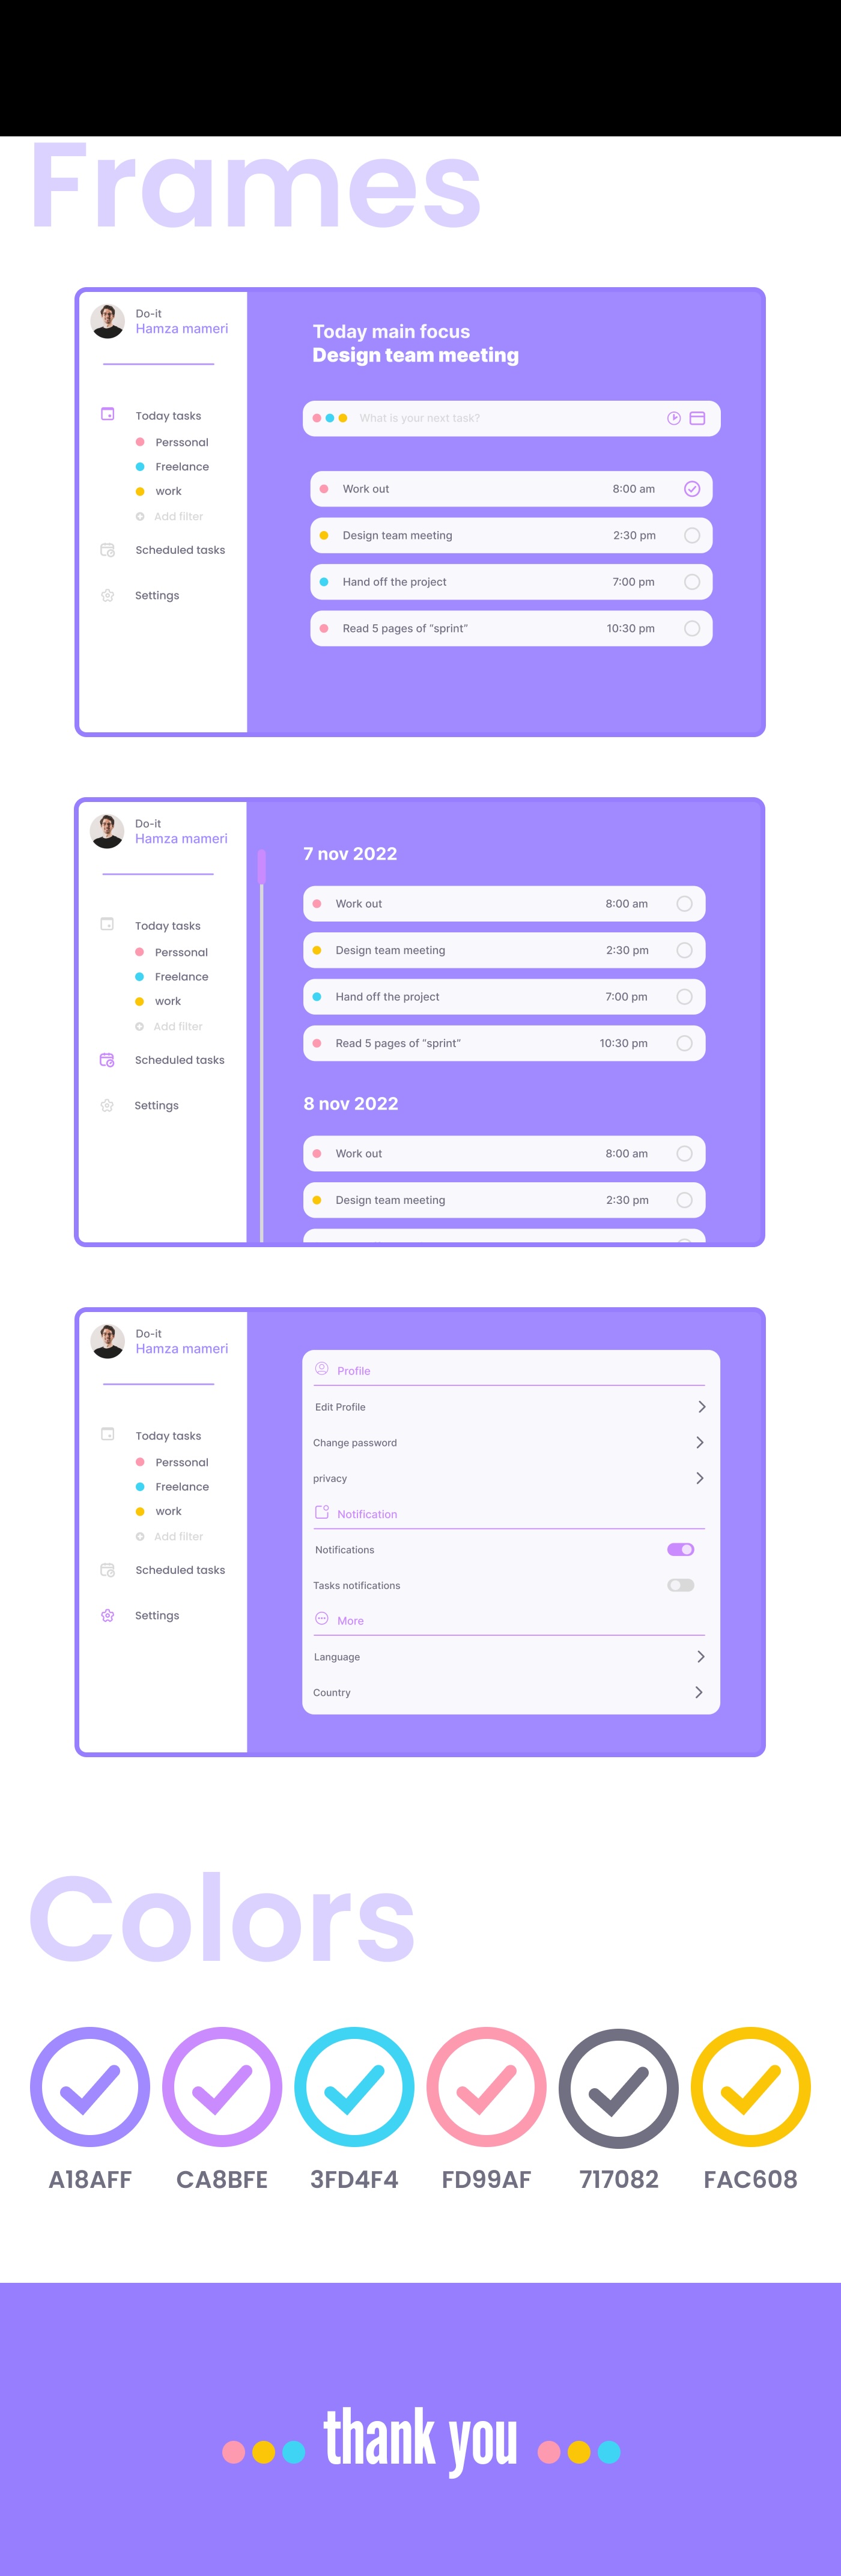 Frames
Do-it
Hamza mameri
Today tasks
Perssonal
Freelance
work
Add filter
Scheduled tasks
Settings
Today main focus
Design team meeting
What is your next task?
Work out 8:00 am
Design team meeting 2:30 pm
Hand off the project 7:00 pm
Read 5 pages of “sprint” 10:30 pm
Do-it
Hamza mameri
Today tasks
Perssonal
Freelance
work
Add filter
Scheduled tasks
Settings
7 nov 2022
Work out 8:00 am
Design team meeting 2:30 pm
Hand off the project 7:00 pm
Read 5 pages of “sprint” 10:30 pm
8 nov 2022
Work out 8:00 am
Design team meeting 2:30 pm
Do-it
Hamza mameri
Today tasks
Perssonal
Freelance
work
Add filter
Scheduled tasks
Settings
Profile
Edit Profile
Change password
privacy
Notification
Notifications
Tasks notifications
More
Language
Country
Colors
A18AFF CA8BFE 3FD4F4 FD99AF 717082 FAC608
thank you